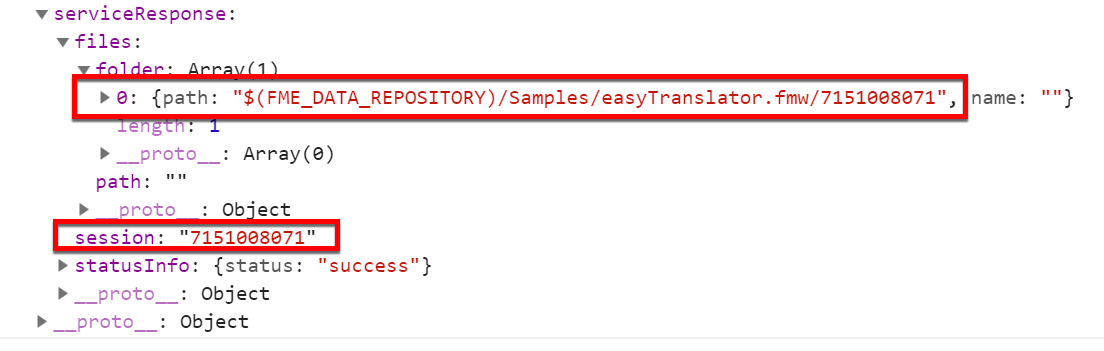 serviceResponse:
files:
folder: Array(1)
0: {path: "$(FME_DATA_REPOSITORY)/Samples/easyTranslator.fmw/7151008071", name: ""}
length: 1
__proto__: Array(0)
path: ""
__proto__: Object
session: "7151008071"
statusInfo: {status: "success"}
__proto__: Object
__proto__: Object